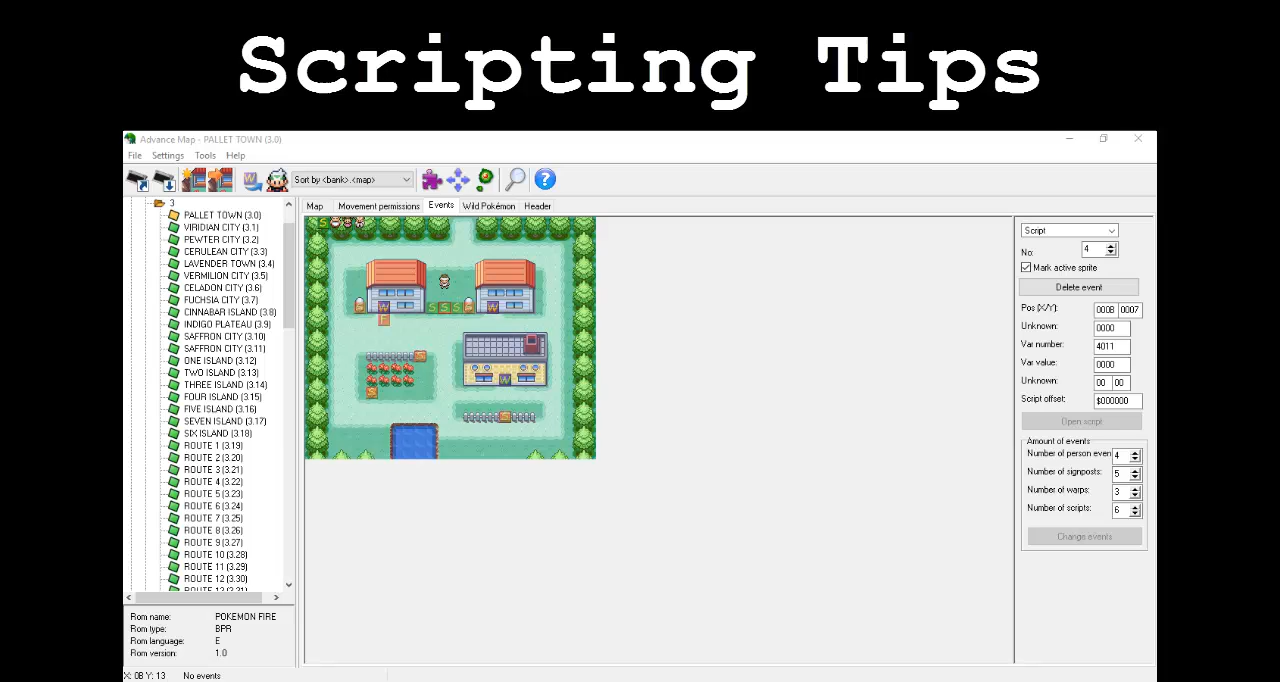 Scripting Tips
Advance Map - PALLET TOWN (3.0)
File Settings Tools Help
Sort by <bank>.<map>
3
PALLET TOWN (3.0)
VIRIDIAN CITY (3.1)
PEWTER CITY (3.2)
CERULEAN CITY (3.3)
LAVENDER TOWN (3.4)
VERMILION CITY (3.5)
CELADON CITY (3.6)
FUCHSIA CITY (3.7)
CINNABAR ISLAND (3.8)
INDIGO PLATEAU (3.9)
SAFFRON CITY (3.10)
SAFFRON CITY (3.11)
ONE ISLAND (3.12)
TWO ISLAND (3.13)
THREE ISLAND (3.14)
FOUR ISLAND (3.15)
FIVE ISLAND (3.16)
SEVEN ISLAND (3.17)
SIX ISLAND (3.18)
ROUTE 1 (3.19)
ROUTE 2 (3.20)
ROUTE 3 (3.21)
ROUTE 4 (3.22)
ROUTE 5 (3.23)
ROUTE 6 (3.24)
ROUTE 7 (3.25)
ROUTE 8 (3.26)
ROUTE 9 (3.27)
ROUTE 10 (3.28)
ROUTE 11 (3.29)
ROUTE 12 (3.30)
Rom name: POKEMON FIRE
Rom type: BPR
Rom language: E
Rom version: 1.0
X: 0B Y: 13 No events
Map Movement permissions Events Wild Pokémon Header
Script
No: 4
Mark active sprite
Delete event
Pos (X/Y): 000B 0007
Unknown: 0000
Var number: 4011
Var value: 0000
Unknown: 00 00
Script offset: $000000
Open script
Amount of events
Number of person even 4
Number of signposts: 5
Number of warps: 3
Number of scripts: 6
Change events